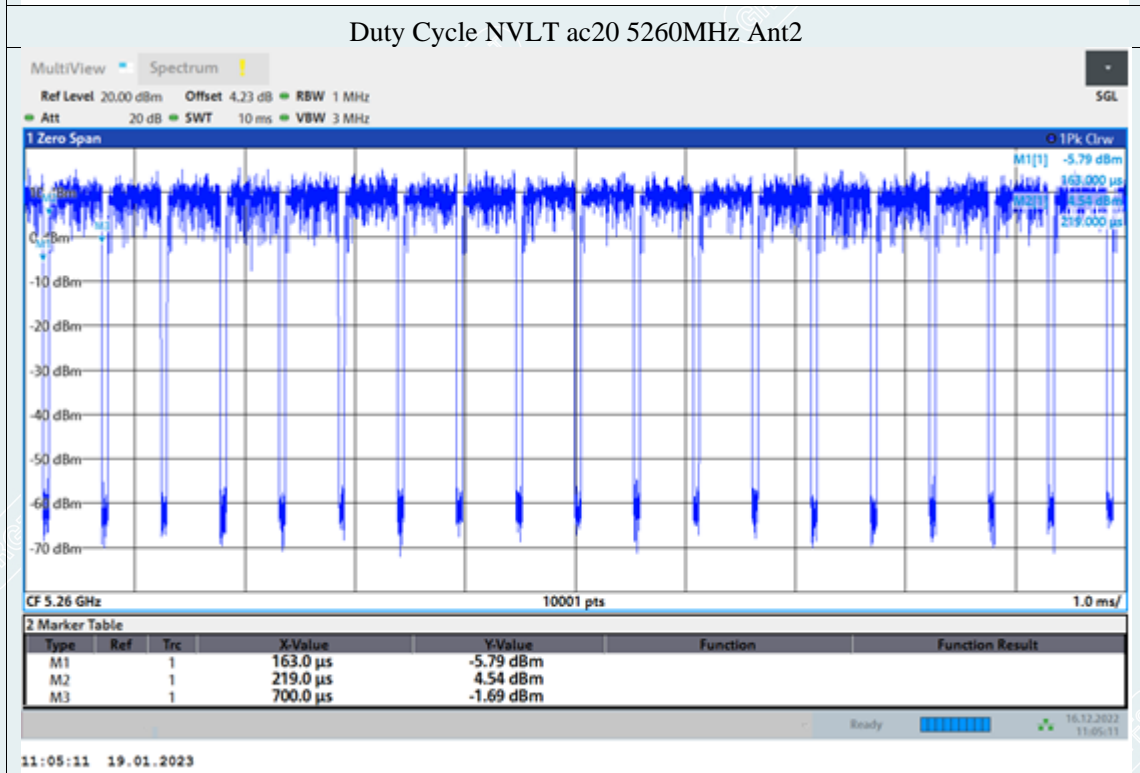 Duty Cycle NVLT ac20 5260MHz Ant2
MultiView Spectrum !
Ref Level 20.00 dBm Offset 4.23 dB RBW 1 MHz SGL
Att 20 dB SWT 10 ms VBW 3 MHz
1 Zero Span 1Pk Clrw
M1[1] -5.79 dBm
163.000 µs
M2[1] 4.54 dBm
219.000 µs
0 dBm
M1
-10 dBm
-20 dBm
-30 dBm
-40 dBm
-50 dBm
-60 dBm
-70 dBm
CF 5.26 GHz 10001 pts 1.0 ms/
2 Marker Table
Type Ref Trc X-Value Y-Value Function Function Result
M1 1 163.0 µs -5.79 dBm
M2 1 219.0 µs 4.54 dBm
M3 1 700.0 µs -1.69 dBm
Ready 16.12.2022
11:05:11
11:05:11 19.01.2023